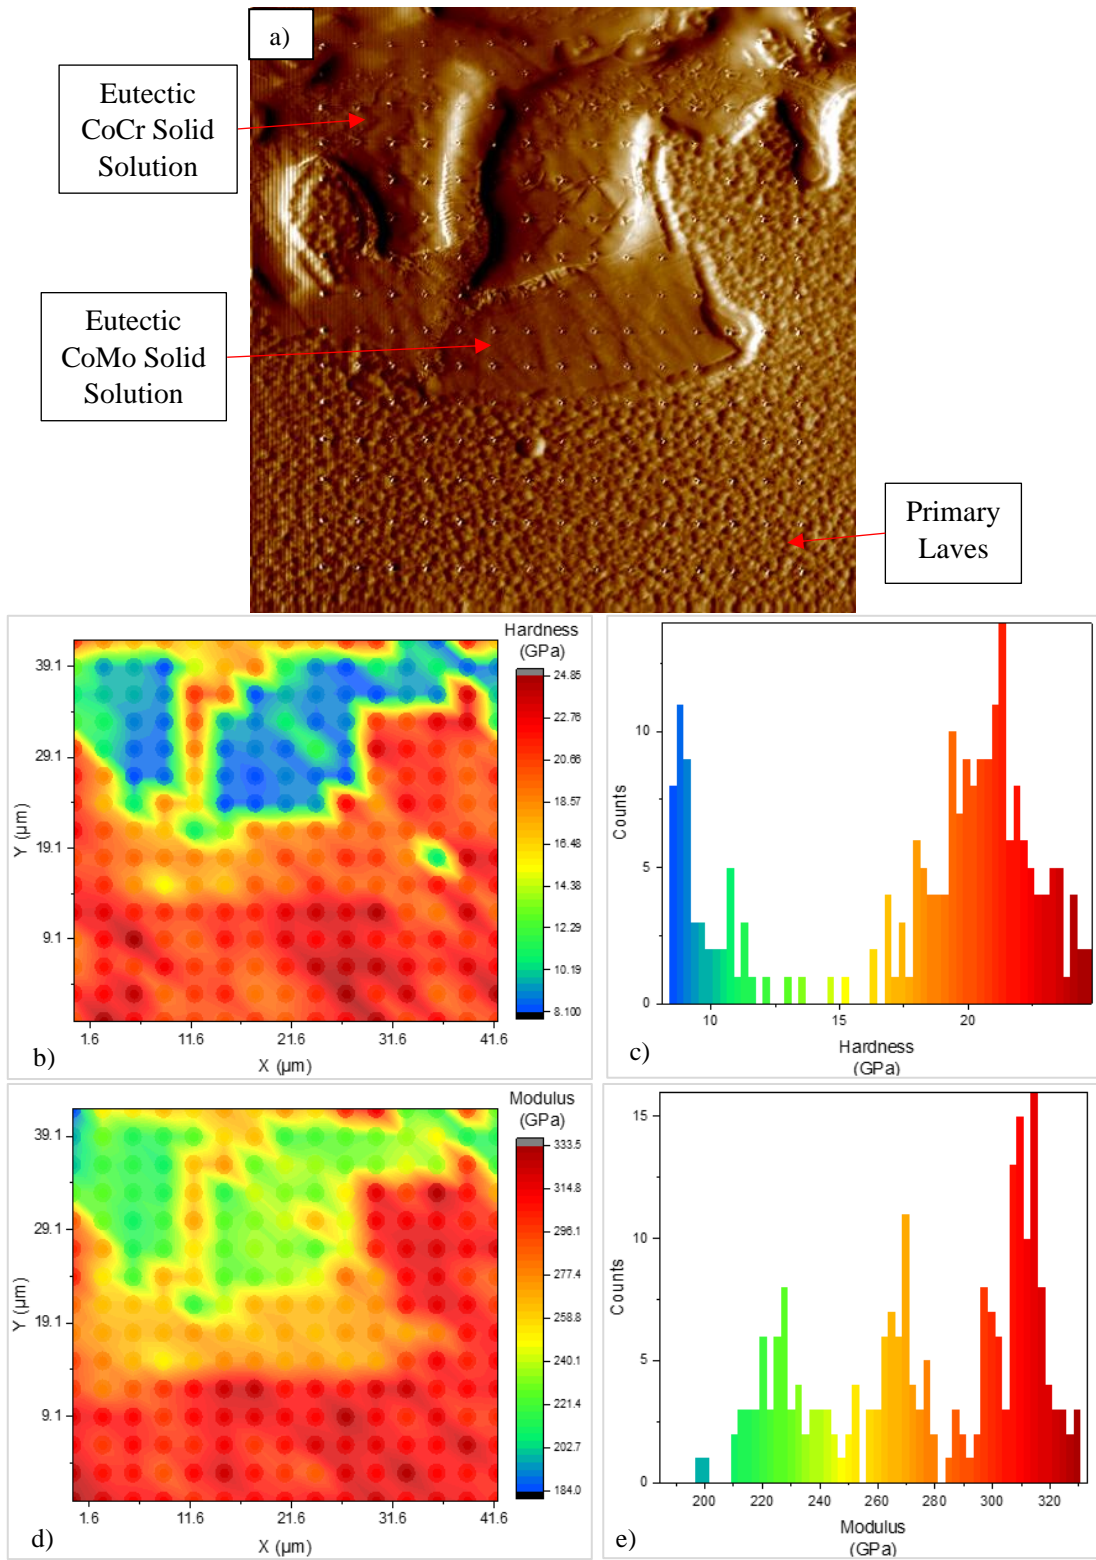 a)
Eutectic
CoCr Solid
Solution
Eutectic
CoMo Solid
Solution
Primary
Laves
Hardness
(GPa)
24.85
22.76
20.86
18.57
16.48
14.38
12.29
10.19
8.100
39.1
29.1
19.1
9.1
Y (µm)
1.6 11.6 21.6 31.6 41.6
X (µm)
b)
Counts
10
5
0
10 15 20
Hardness
(GPa)
c)
Modulus
(GPa)
333.5
314.8
296.1
277.4
258.8
240.1
221.4
202.7
184.0
39.1
29.1
19.1
9.1
Y (µm)
1.6 11.6 21.6 31.6 41.6
X (µm)
d)
Counts
15
10
5
0
200 220 240 260 280 300 320
Modulus
(GPa)
e)